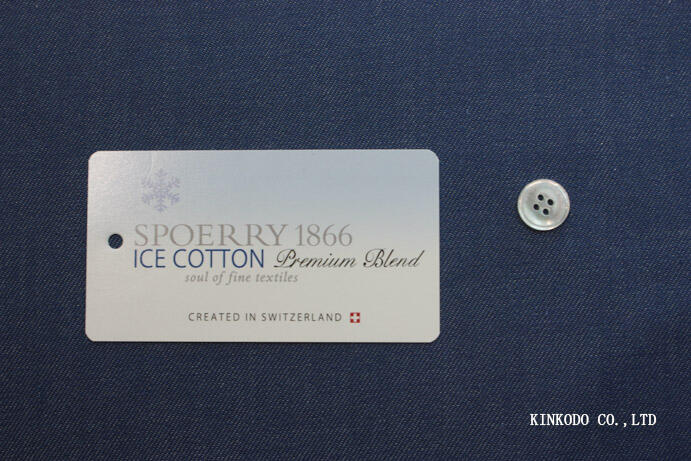 SPOERRY 1866
ICE COTTON Premium Blend
soul of fine textiles
CREATED IN SWITZERLAND
KINKODO CO.,LTD